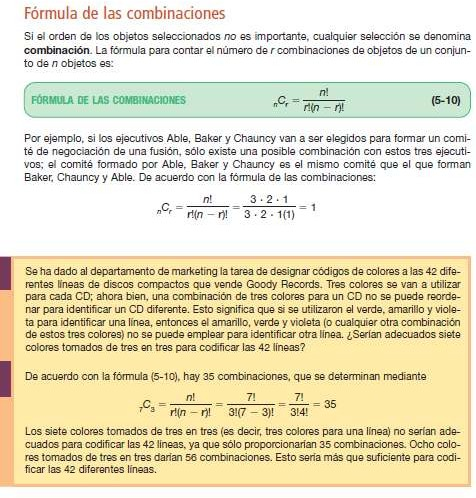 Fórmula de las combinaciones
Si el orden de los objetos seleccionados no es importante, cualquier selección se denomina
combinación. La fórmula para contar el número de r combinaciones de objetos de un conjun-
to de n objetos es:
FÓRMULA DE LAS COMBINACIONES nCr = n! / r!(n − r)! (5-10)
Por ejemplo, si los ejecutivos Able, Baker y Chauncy van a ser elegidos para formar un comi-
té de negociación de una fusión, sólo existe una posible combinación con estos tres ejecuti-
vos; el comité formado por Able, Baker y Chauncy es el mismo comité que el que forman
Baker, Chauncy y Able. De acuerdo con la fórmula de las combinaciones:
nCr = n! / r!(n − r)! = 3 · 2 · 1 / 3 · 2 · 1(1) = 1
Se ha dado al departamento de marketing la tarea de designar códigos de colores a las 42 dife-
rentes líneas de discos compactos que vende Goody Records. Tres colores se van a utilizar
para cada CD; ahora bien, una combinación de tres colores para un CD no se puede reorde-
nar para identificar un CD diferente. Esto significa que si se utilizaron el verde, amarillo y viole-
ta para identificar una línea, entonces el amarillo, verde y violeta (o cualquier otra combinación
de estos tres colores) no se puede emplear para identificar otra línea. ¿Serían adecuados siete
colores tomados de tres en tres para codificar las 42 líneas?
De acuerdo con la fórmula (5-10), hay 35 combinaciones, que se determinan mediante
7C3 = n! / r!(n − r)! = 7! / 3!(7 − 3)! = 7! / 3!4! = 35
Los siete colores tomados de tres en tres (es decir, tres colores para una línea) no serían ade-
cuados para codificar las 42 líneas, ya que sólo proporcionarían 35 combinaciones. Ocho colo-
res tomados de tres en tres darían 56 combinaciones. Esto sería más que suficiente para codi-
ficar las 42 diferentes líneas.